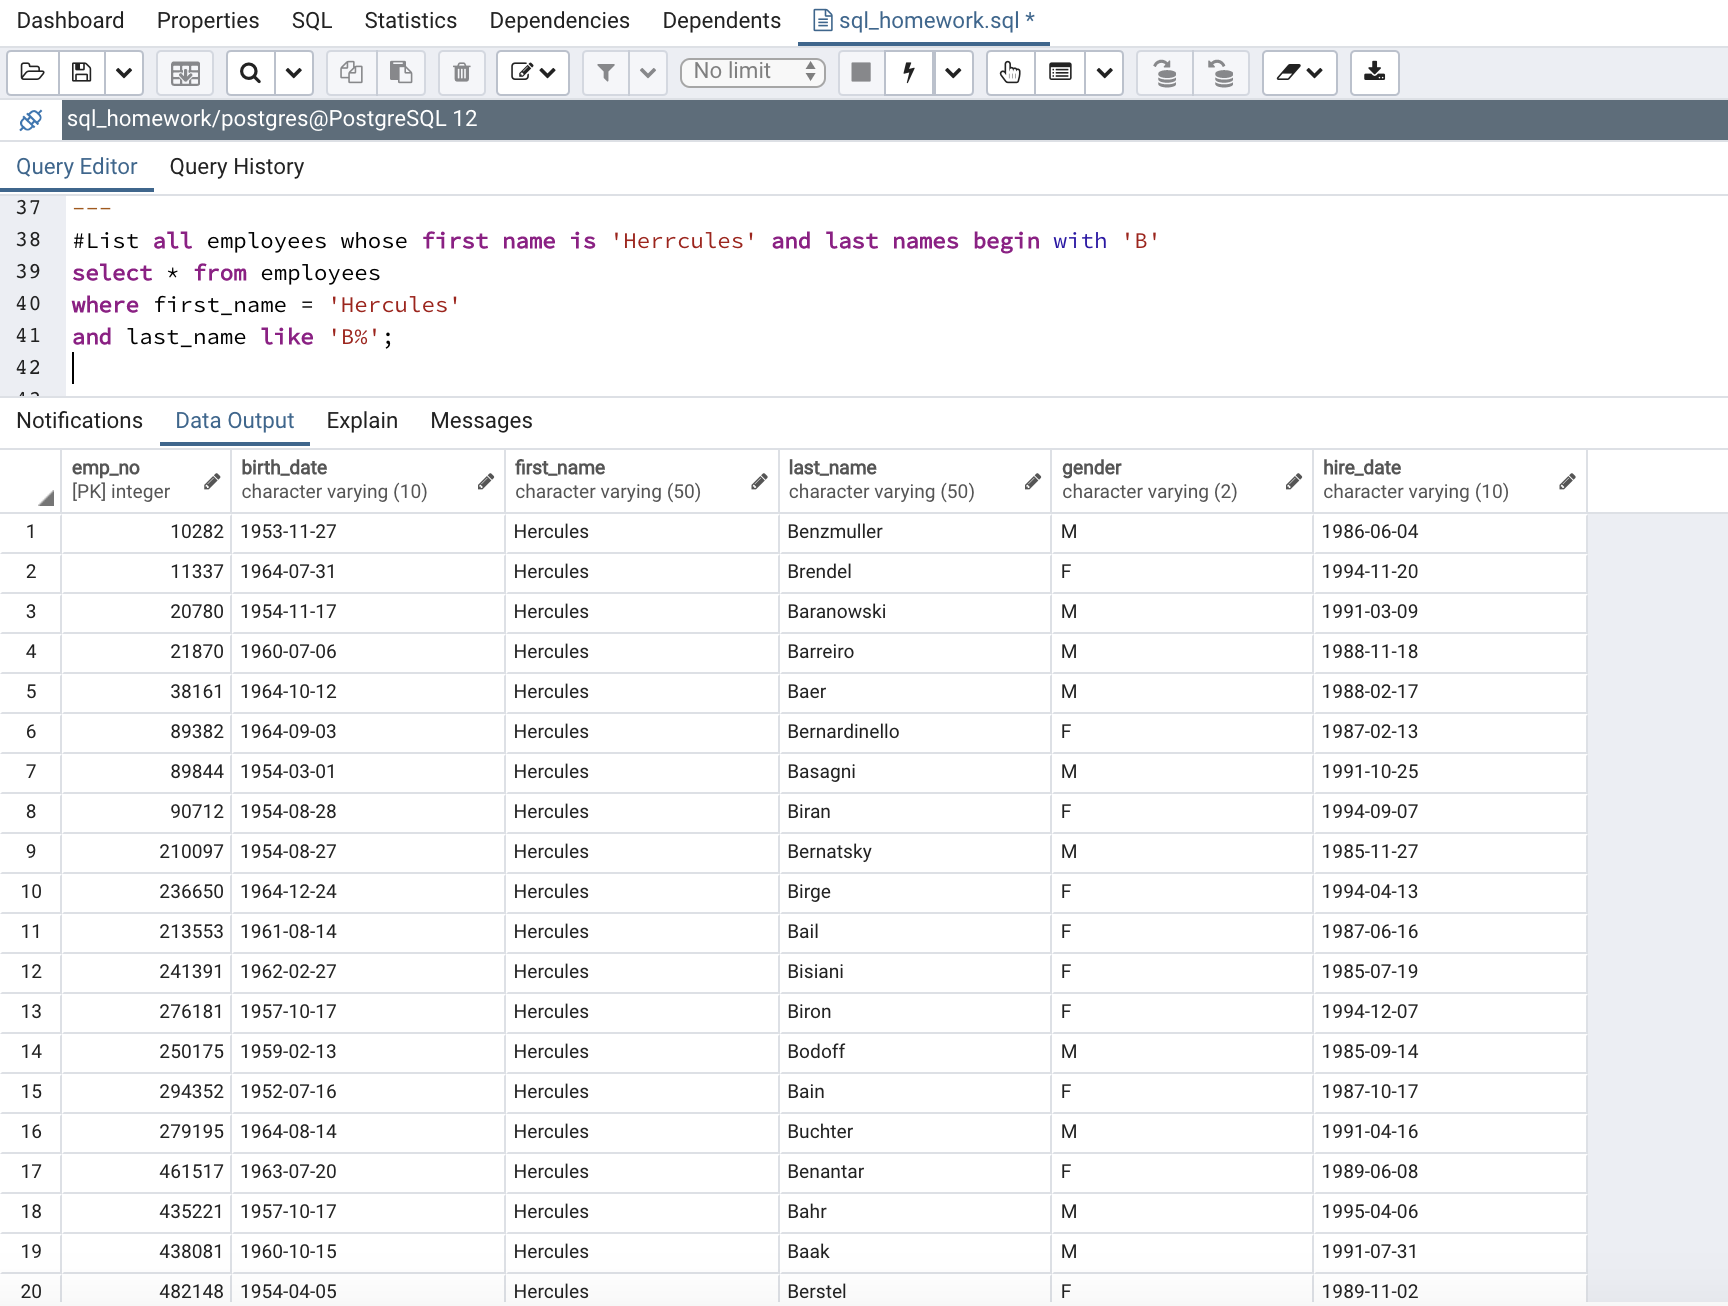 Dashboard Properties SQL Statistics Dependencies Dependents sql_homework.sql *
No limit
sql_homework/postgres@PostgreSQL 12
Query Editor Query History
37 ---
38 #List all employees whose first name is 'Herrcules' and last names begin with 'B'
39 select * from employees
40 where first_name = 'Hercules'
41 and last_name like 'B%';
42
Notifications Data Output Explain Messages
emp_no birth_date first_name last_name gender hire_date
[PK] integer character varying (10) character varying (50) character varying (50) character varying (2) character varying (10)
1 10282 1953-11-27 Hercules Benzmuller M 1986-06-04
2 11337 1964-07-31 Hercules Brendel F 1994-11-20
3 20780 1954-11-17 Hercules Baranowski M 1991-03-09
4 21870 1960-07-06 Hercules Barreiro M 1988-11-18
5 38161 1964-10-12 Hercules Baer M 1988-02-17
6 89382 1964-09-03 Hercules Bernardinello F 1987-02-13
7 89844 1954-03-01 Hercules Basagni M 1991-10-25
8 90712 1954-08-28 Hercules Biran F 1994-09-07
9 210097 1954-08-27 Hercules Bernatsky M 1985-11-27
10 236650 1964-12-24 Hercules Birge F 1994-04-13
11 213553 1961-08-14 Hercules Bail F 1987-06-16
12 241391 1962-02-27 Hercules Bisiani F 1985-07-19
13 276181 1957-10-17 Hercules Biron F 1994-12-07
14 250175 1959-02-13 Hercules Bodoff M 1985-09-14
15 294352 1952-07-16 Hercules Bain F 1987-10-17
16 279195 1964-08-14 Hercules Buchter M 1991-04-16
17 461517 1963-07-20 Hercules Benantar F 1989-06-08
18 435221 1957-10-17 Hercules Bahr M 1995-04-06
19 438081 1960-10-15 Hercules Baak M 1991-07-31
20 482148 1954-04-05 Hercules Berstel F 1989-11-02